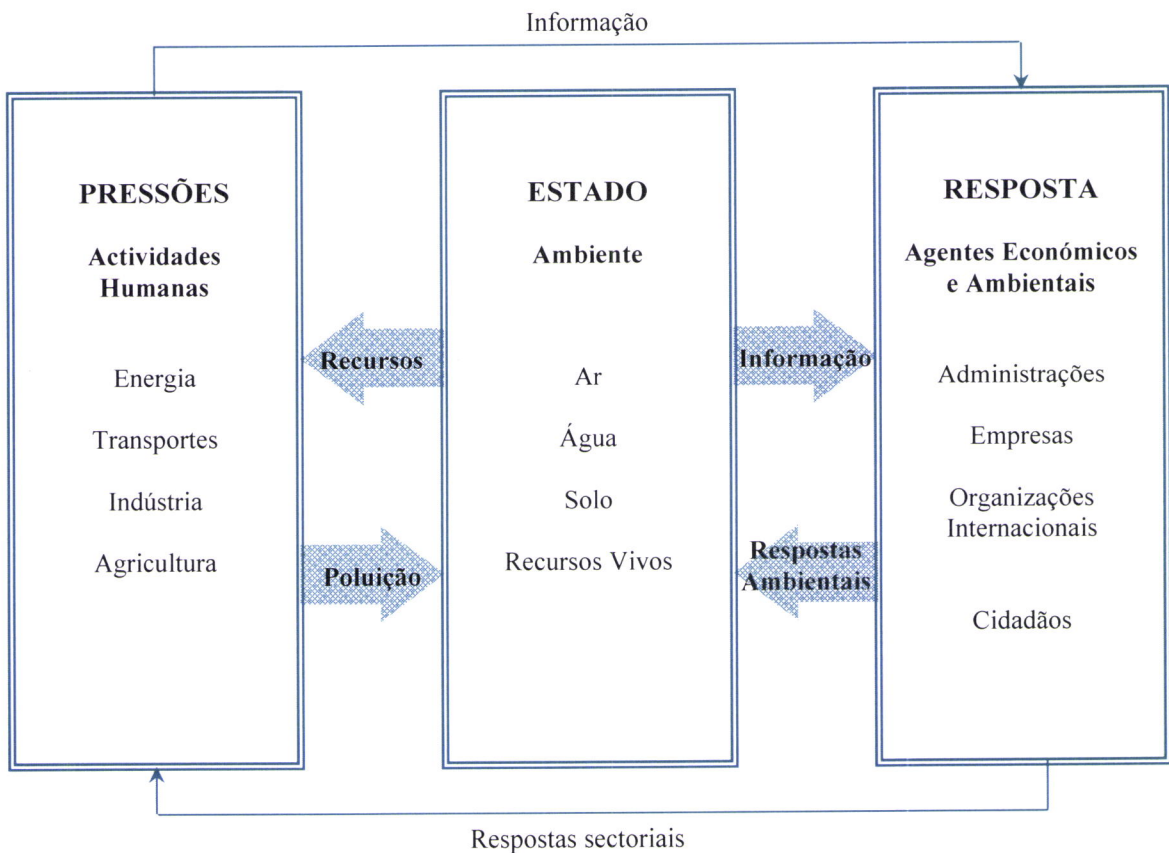 Informação
PRESSÕES
Actividades
Humanas
Energia
Transportes
Indústria
Agricultura
Recursos
Poluição
ESTADO
Ambiente
Ar
Água
Solo
Recursos Vivos
Informação
Respostas
Ambientais
RESPOSTA
Agentes Económicos
e Ambientais
Administrações
Empresas
Organizações
Internacionais
Cidadãos
Respostas sectoriais